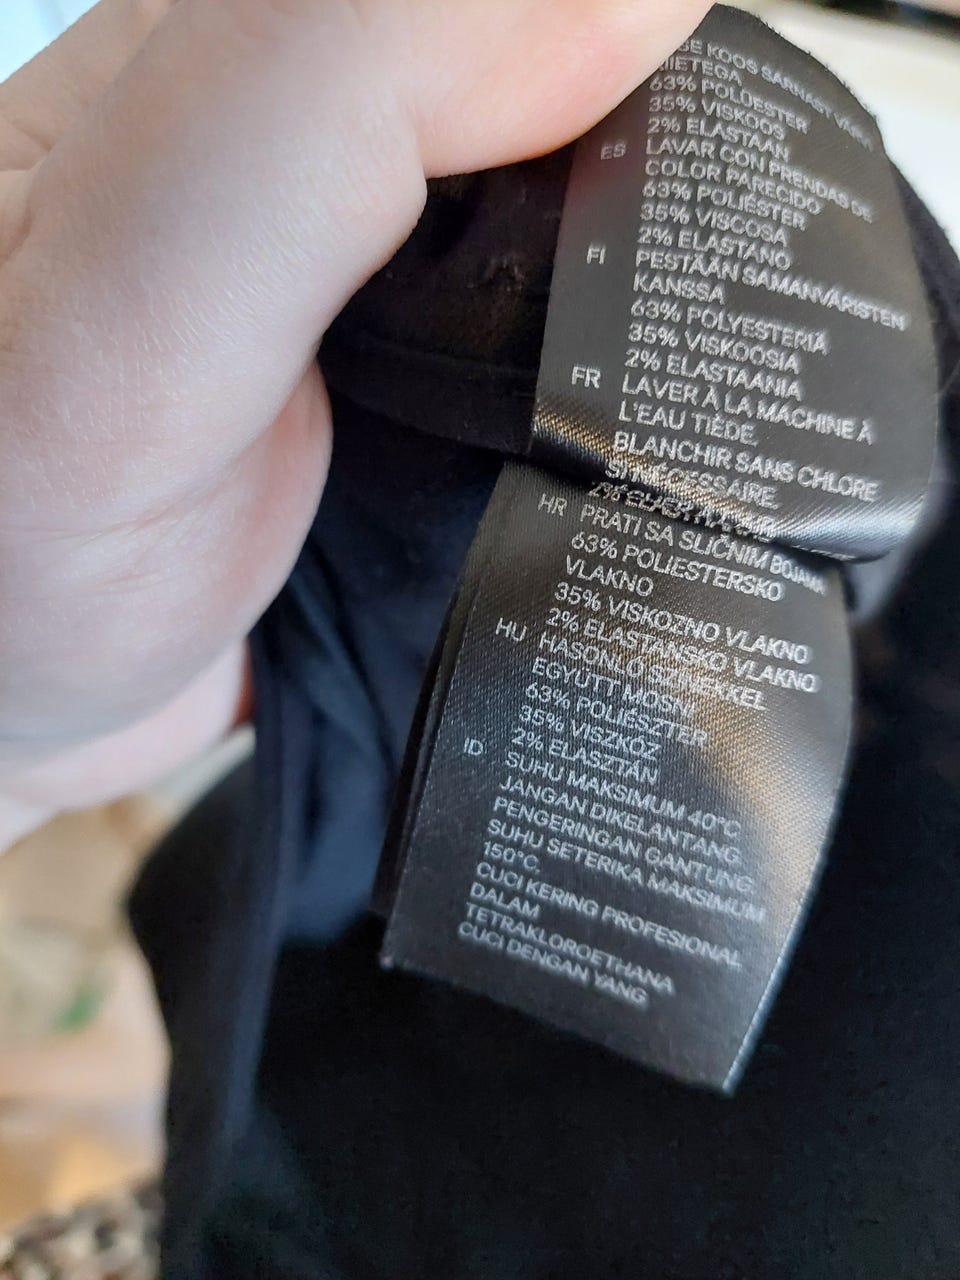 KOOS SARNAST
63% POLÜESTER
35% VISKOOS
2% ELASTAAN
ES LAVAR CON PRENDAS DE
COLOR PARECIDO
63% POLIÉSTER
35% VISCOSA
2% ELASTANO
FI PESTÄÄN SAMANVÄRISTEN
KANSSA
63% POLYESTERIÄ
35% VISKOOSIA
2% ELASTAANIA
FR LAVER À LA MACHINE À
L'EAU TIÈDE
BLANCHIR SANS CHLORE
SI NÉCESSAIRE
HR PRATI SA SLIČNIM BOJAMA
63% POLIESTERSKO
VLAKNO
35% VISKOZNO VLAKNO
2% ELASTANSKO VLAKNO
HU HASONLÓ SZÍNEKKEL
EGYÜTT MOSNI
63% POLIÉSZTER
35% VISZKÓZ
2% ELASZTÁN
ID SUHU MAKSIMUM 40°C
JANGAN DIKELANTANG.
PENGERINGAN GANTUNG.
SUHU SETERIKA MAKSIMUM
150°C.
CUCI KERING PROFESIONAL
DALAM
TETRAKLOROETHANA
CUCI DENGAN YANG